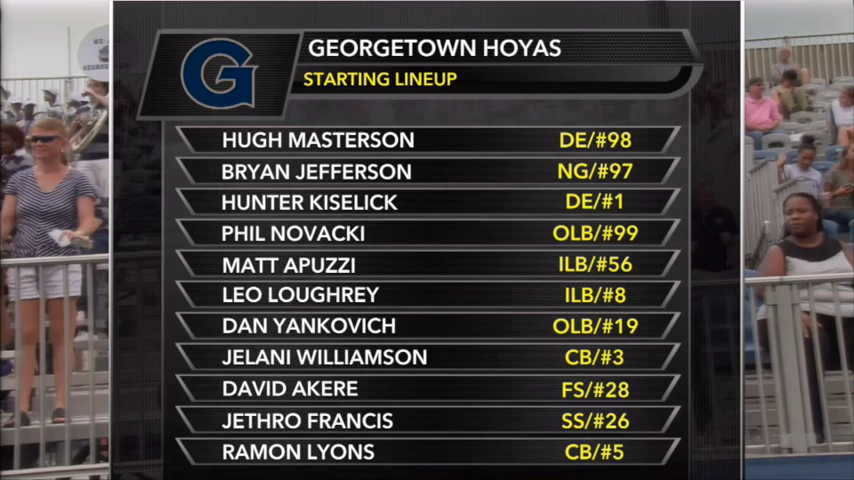 GEORGETOWN HOYAS
STARTING LINEUP
HUGH MASTERSON DE/#98
BRYAN JEFFERSON NG/#97
HUNTER KISELICK DE/#1
PHIL NOVACKI OLB/#99
MATT APUZZI ILB/#56
LEO LOUGHREY ILB/#8
DAN YANKOVICH OLB/#19
JELANI WILLIAMSON CB/#3
DAVID AKERE FS/#28
JETHRO FRANCIS SS/#26
RAMON LYONS CB/#5